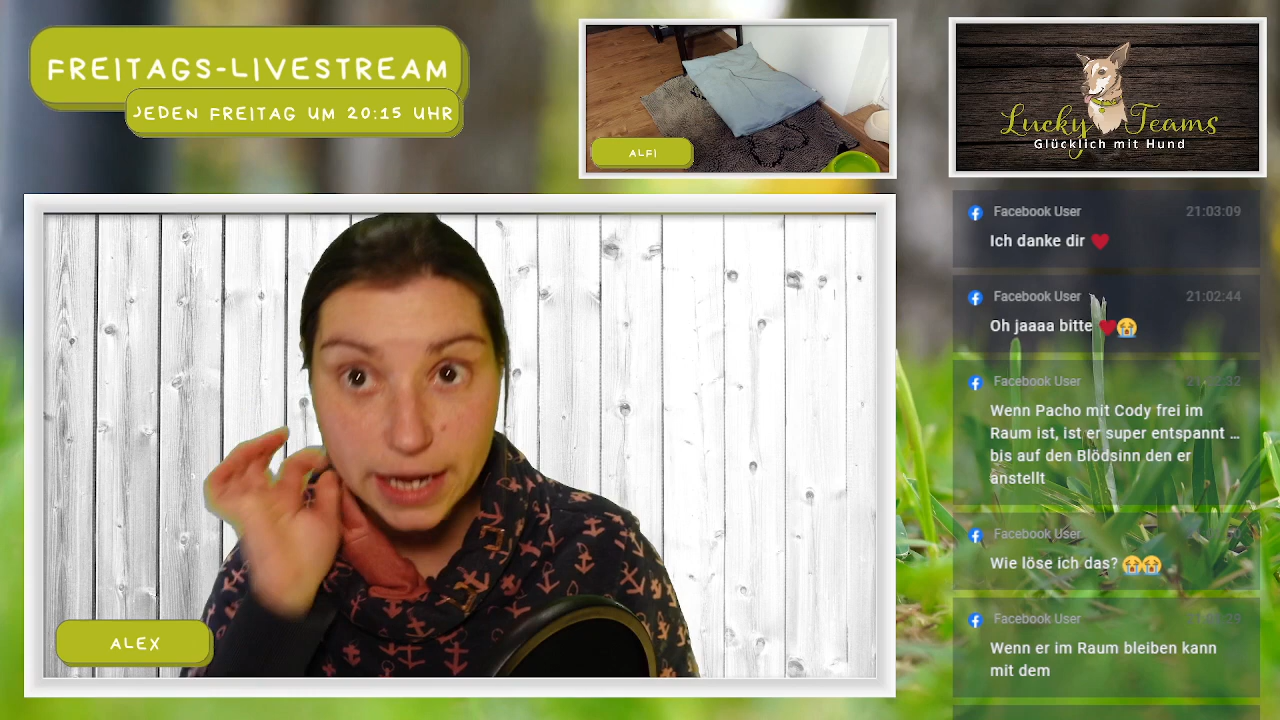 FREITAGS-LIVESTREAM
JEDEN FREITAG UM 20:15 UHR
ALFI
Lucky Teams
Glücklich mit Hund
Facebook User 21:03:09
Ich danke dir
Facebook User 21:02:44
Oh jaaaa bitte
Facebook User
Wenn Pacho mit Cody frei im
Raum ist, ist er super entspannt ...
bis auf den Blödsinn den er
anstellt
Facebook User
Wie löse ich das?
Facebook User
Wenn er im Raum bleiben kann
mit dem
ALEX